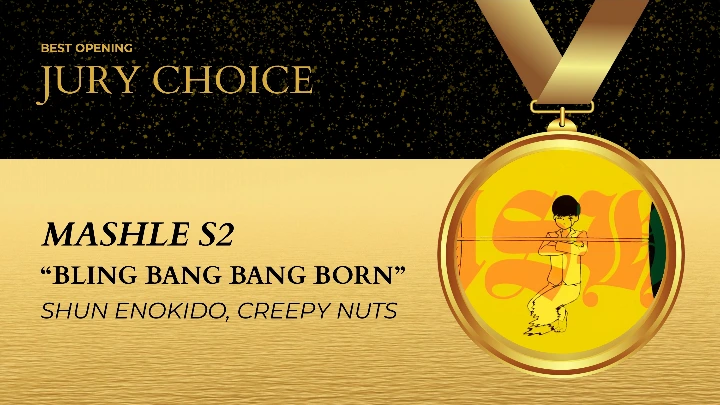 BEST OPENING
JURY CHOICE
MASHLE S2
“BLING BANG BANG BORN”
SHUN ENOKIDO, CREEPY NUTS